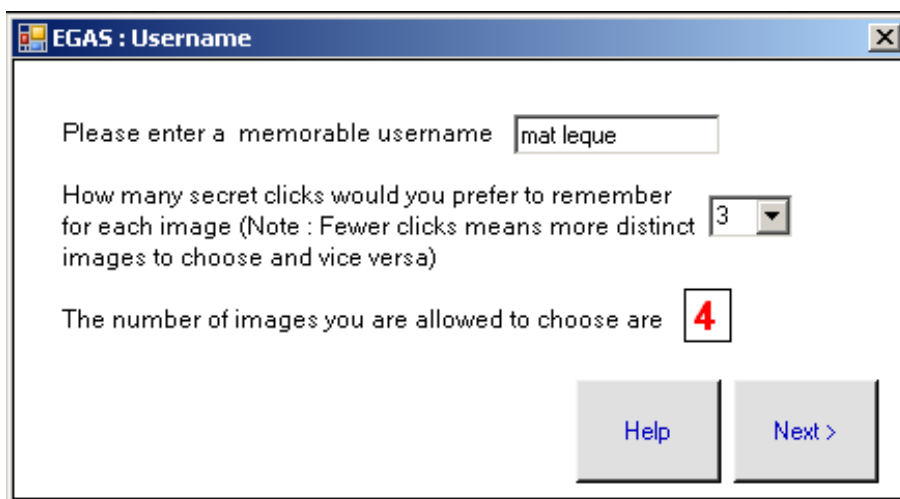 EGAS : Username
Please enter a memorable username mat leque
How many secret clicks would you prefer to remember
for each image (Note : Fewer clicks means more distinct 3
images to choose and vice versa)
The number of images you are allowed to choose are 4
Help Next >